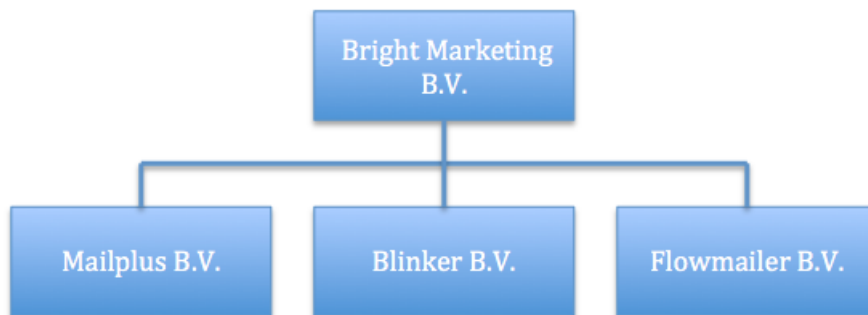 Bright Marketing
B.V.
Mailplus B.V.
Blinker B.V.
Flowmailer B.V.